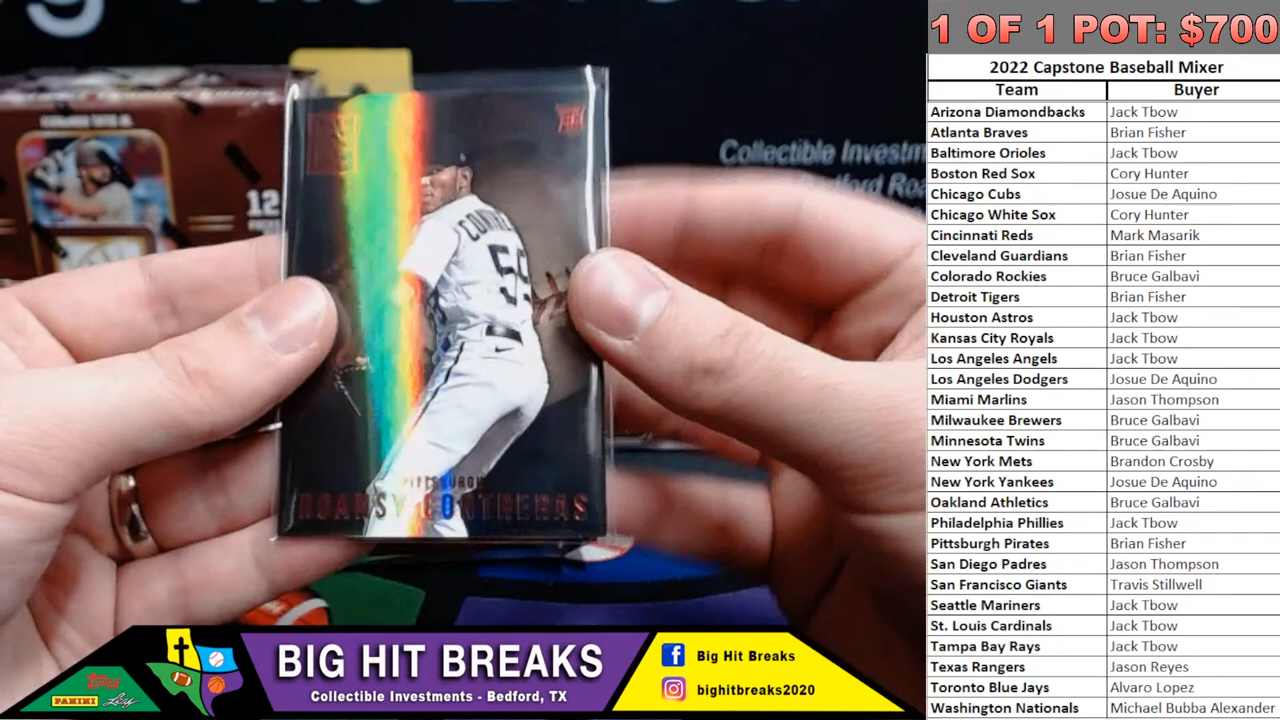 1 OF 1 POT: $700
2022 Capstone Baseball Mixer
Team Buyer
Arizona Diamondbacks Jack Tbow
Atlanta Braves Brian Fisher
Baltimore Orioles Jack Tbow
Boston Red Sox Cory Hunter
Chicago Cubs Josue De Aquino
Chicago White Sox Cory Hunter
Cincinnati Reds Mark Masarik
Cleveland Guardians Brian Fisher
Colorado Rockies Bruce Galbavi
Detroit Tigers Brian Fisher
Houston Astros Jack Tbow
Kansas City Royals Jack Tbow
Los Angeles Angels Jack Tbow
Los Angeles Dodgers Josue De Aquino
Miami Marlins Jason Thompson
Milwaukee Brewers Bruce Galbavi
Minnesota Twins Bruce Galbavi
New York Mets Brandon Crosby
New York Yankees Josue De Aquino
Oakland Athletics Bruce Galbavi
Philadelphia Phillies Jack Tbow
Pittsburgh Pirates Brian Fisher
San Diego Padres Jason Thompson
San Francisco Giants Travis Stillwell
Seattle Mariners Jack Tbow
St. Louis Cardinals Jack Tbow
Tampa Bay Rays Jack Tbow
Texas Rangers Jason Reyes
Toronto Blue Jays Alvaro Lopez
Washington Nationals Michael Bubba Alexander
Collectible Investm
12
59
PITTSBURGH
ROANSY CONTRERAS
BIG HIT BREAKS
Collectible Investments - Bedford, TX
Big Hit Breaks
bighitbreaks2020
Topps
PANINI
Leaf